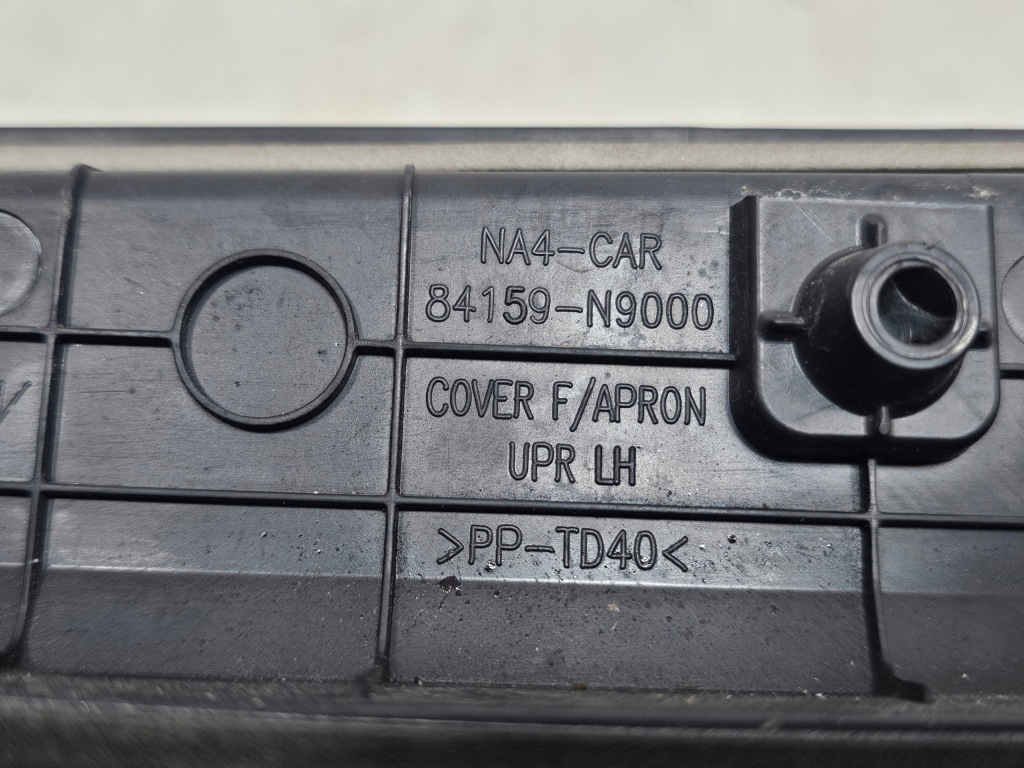 NA4-CAR
84159-N9000
COVER F/APRON
UPR LH
>PP-TD40<